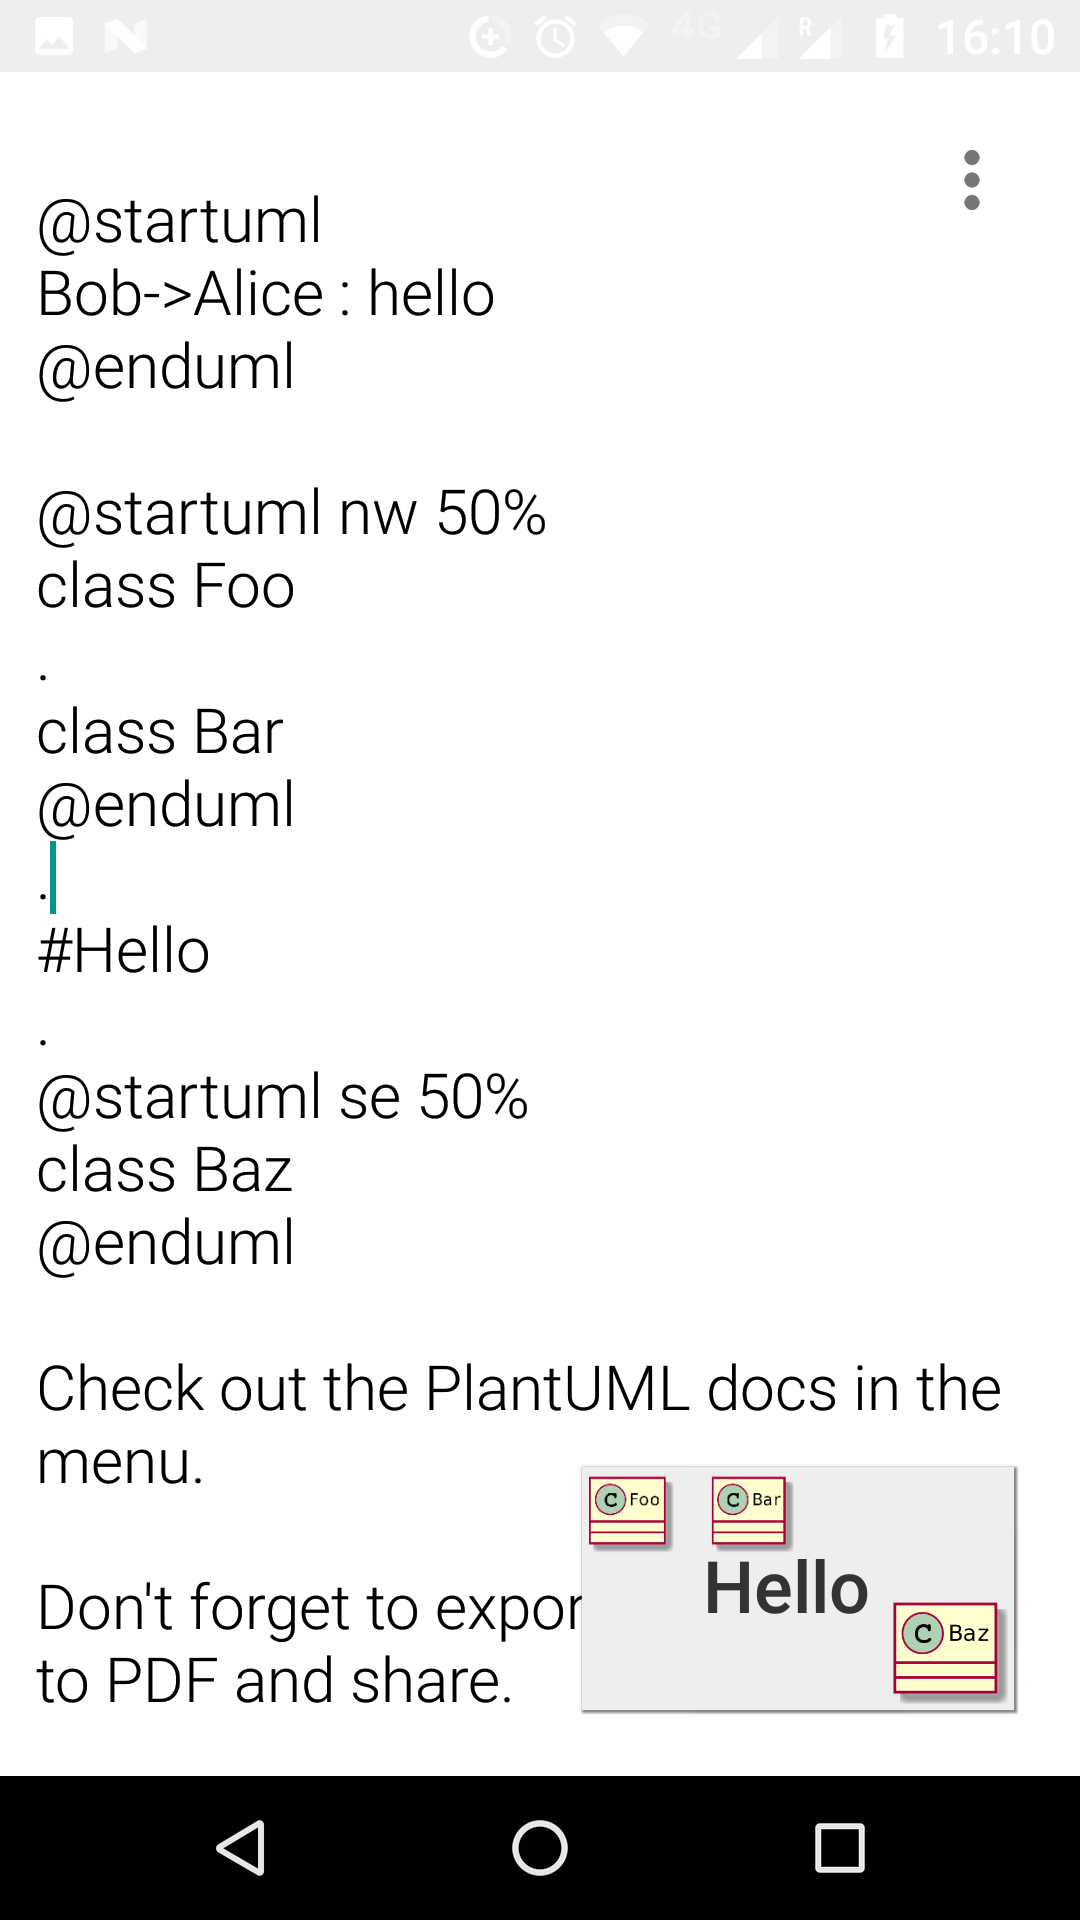 4G R 16:10
@startuml
Bob->Alice : hello
@enduml
@startuml nw 50%
class Foo
.
class Bar
@enduml
.
#Hello
.
@startuml se 50%
class Baz
@enduml
Check out the PlantUML docs in the
menu.
Don't forget to expor
to PDF and share.
C Foo C Bar
Hello
C Baz